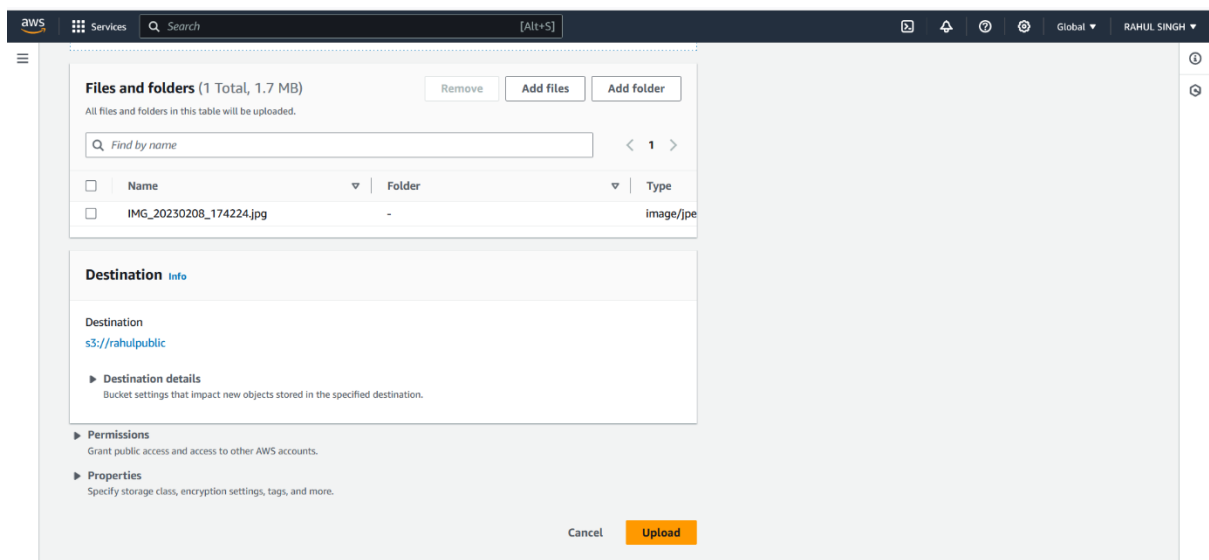 aws Services Search [Alt+S] Global RAHUL SINGH
Files and folders (1 Total, 1.7 MB) Remove Add files Add folder
All files and folders in this table will be uploaded.
Find by name 1
Name Folder Type
IMG_20230208_174224.jpg - image/jpe
Destination Info
Destination
s3://rahulpublic
Destination details
Bucket settings that impact new objects stored in the specified destination.
Permissions
Grant public access and access to other AWS accounts.
Properties
Specify storage class, encryption settings, tags, and more.
Cancel Upload